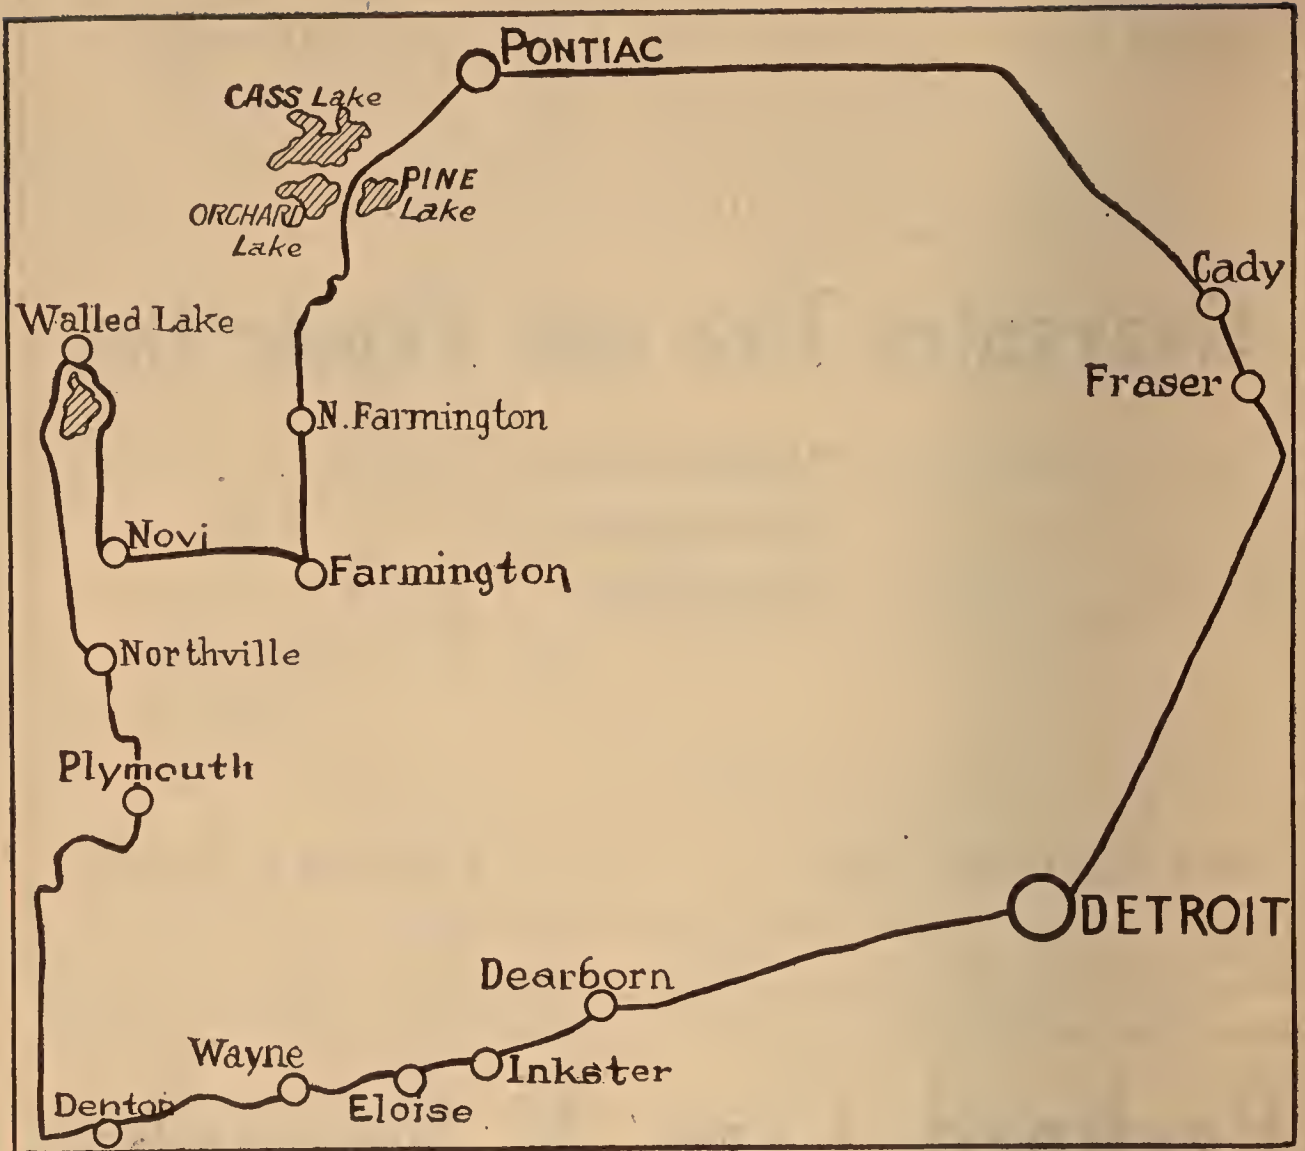 PONTIAC
CASS Lake
PINE
Lake
ORCHARD
Lake
Cady
Walled Lake
Fraser
N. Farmington
Novi
Farmington
Northville
Plymouth
DETROIT
Dearborn
Wayne
Inkster
Eloise
Denton